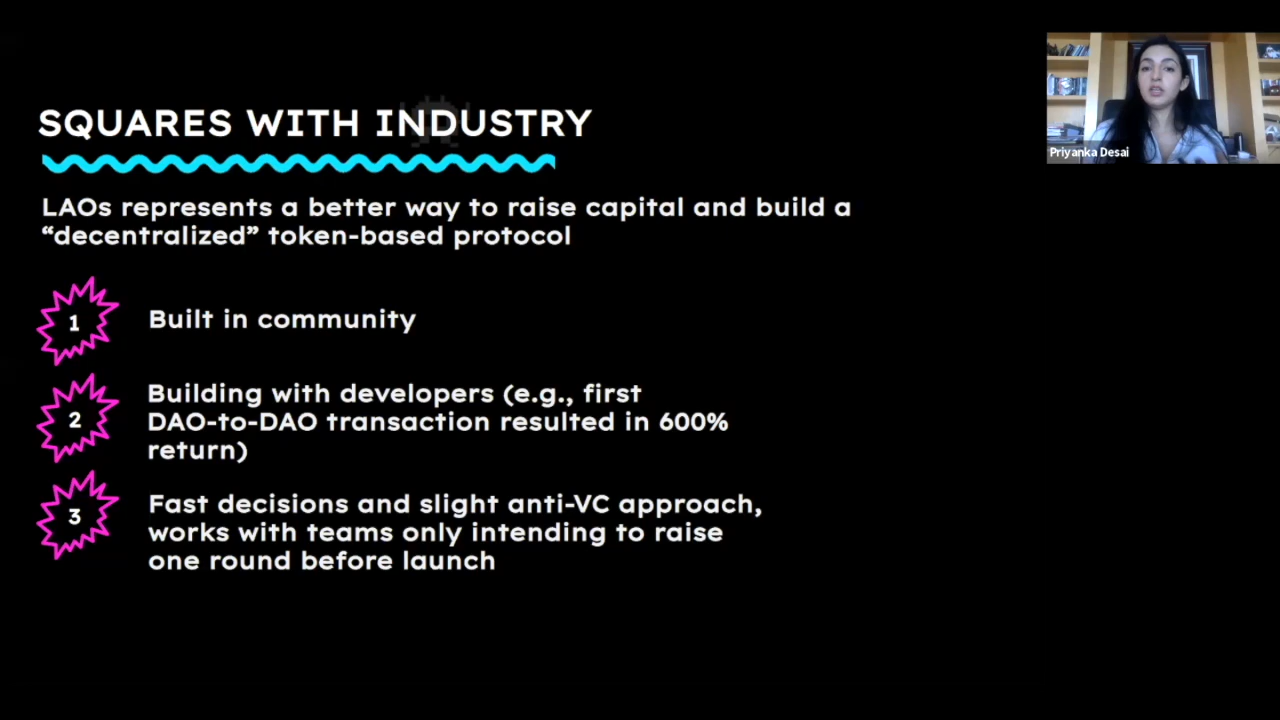 SQUARES WITH INDUSTRY
LAOs represents a better way to raise capital and build a
“decentralized” token-based protocol
1
Built in community
2
Building with developers (e.g., first
DAO-to-DAO transaction resulted in 600%
return)
3
Fast decisions and slight anti-VC approach,
works with teams only intending to raise
one round before launch
Priyanka Desai